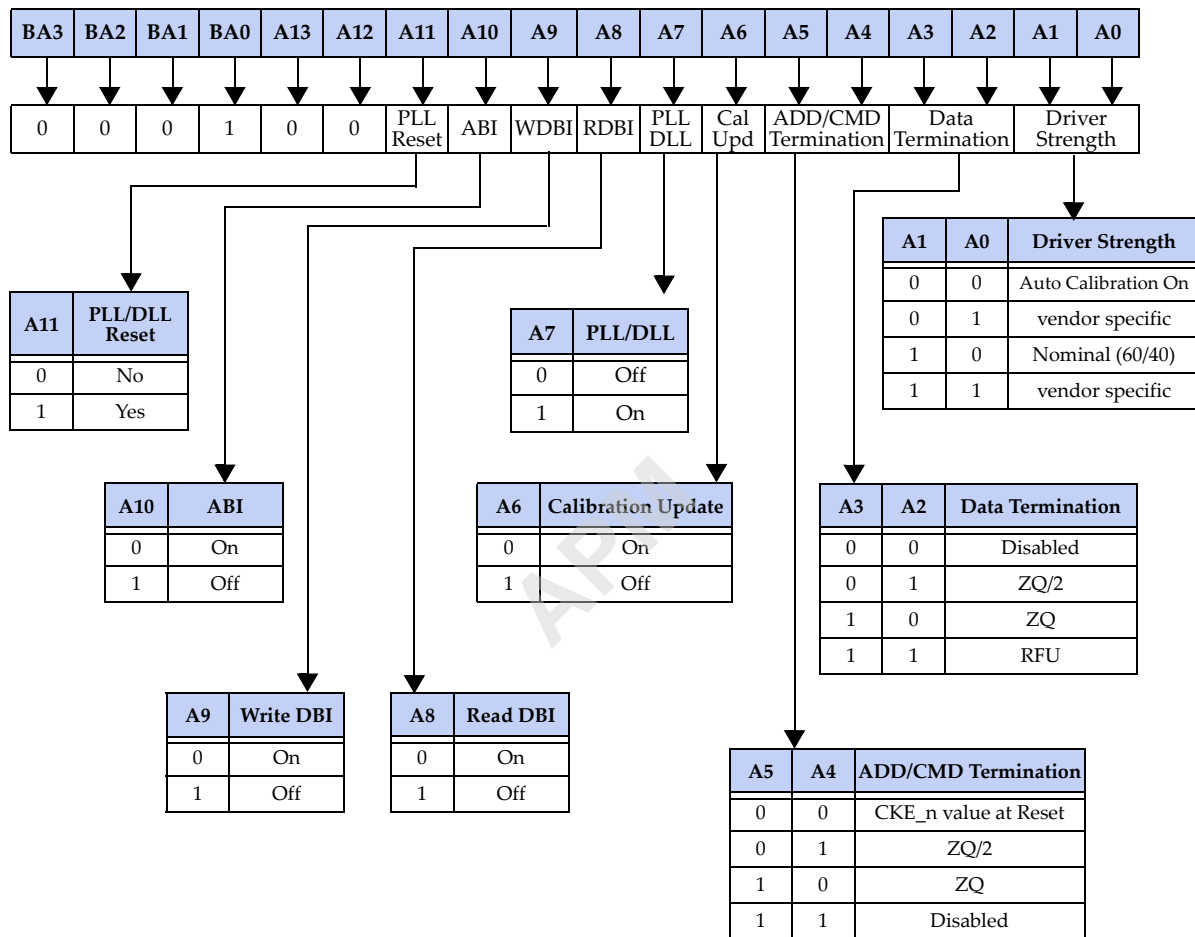 BA3 BA2 BA1 BA0 A13 A12 A11 A10 A9 A8 A7 A6 A5 A4 A3 A2 A1 A0
0 0 0 1 0 0 PLL Reset ABI WDBI RDBI PLL DLL Cal Upd ADD/CMD Termination Data Termination Driver Strength
A1 A0 Driver Strength
0 0 Auto Calibration On
0 1 vendor specific
1 0 Nominal (60/40)
1 1 vendor specific
A11 PLL/DLL Reset
0 No
1 Yes
A7 PLL/DLL
0 Off
1 On
A10 ABI
0 On
1 Off
A6 Calibration Update
0 On
1 Off
A3 A2 Data Termination
0 0 Disabled
0 1 ZQ/2
1 0 ZQ
1 1 RFU
APM
A9 Write DBI
0 On
1 Off
A8 Read DBI
0 On
1 Off
A5 A4 ADD/CMD Termination
0 0 CKE_n value at Reset
0 1 ZQ/2
1 0 ZQ
1 1 Disabled